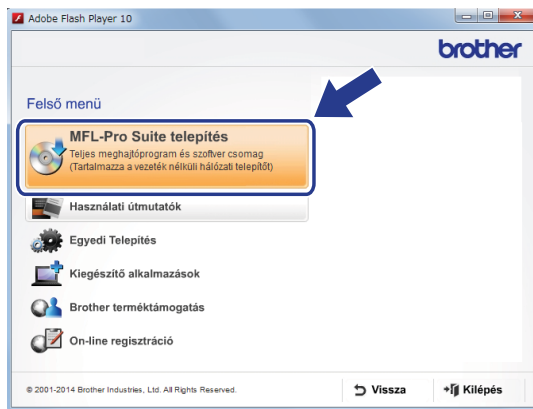 Adobe Flash Player 10
brother
Felső menü
MFL-Pro Suite telepítés
Teljes meghajtóprogram és szoftver csomag
(Tartalmazza a vezeték nélküli hálózati telepítőt)
Használati útmutatók
Egyedi Telepítés
Kiegészítő alkalmazások
Brother terméktámogatás
On-line regisztráció
© 2001-2014 Brother Industries, Ltd. All Rights Reserved.
Vissza
Kilépés